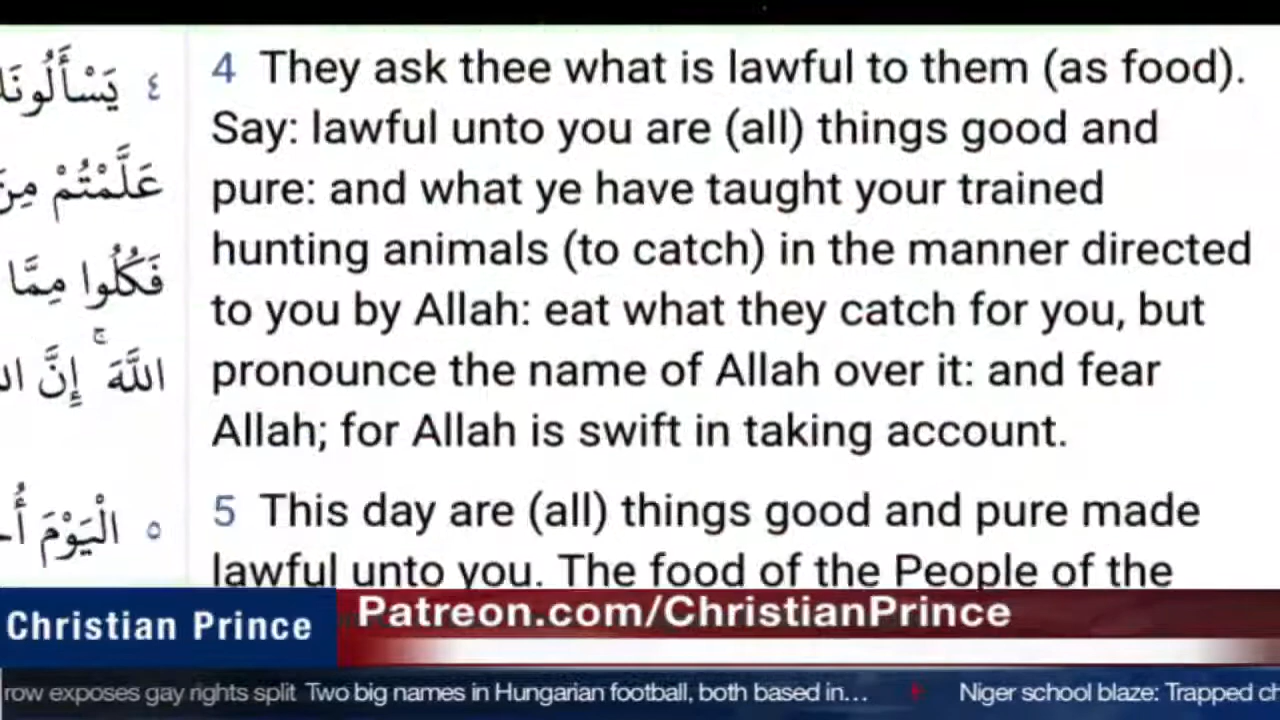 4 They ask thee what is lawful to them (as food).
Say: lawful unto you are (all) things good and
pure: and what ye have taught your trained
hunting animals (to catch) in the manner directed
to you by Allah: eat what they catch for you, but
pronounce the name of Allah over it: and fear
Allah; for Allah is swift in taking account.
5 This day are (all) things good and pure made
lawful unto you. The food of the People of the
٤ يَسْأَلُونَ
عَلَّمْتُمْ مِنَ
فَكُلُوا مِمَّا
اللَّهَ ۚ إِنَّ
٥ الْيَوْمَ
Christian Prince
Patreon.com/ChristianPrince
row exposes gay rights split Two big names in Hungarian football, both based in... Niger school blaze: Trapped